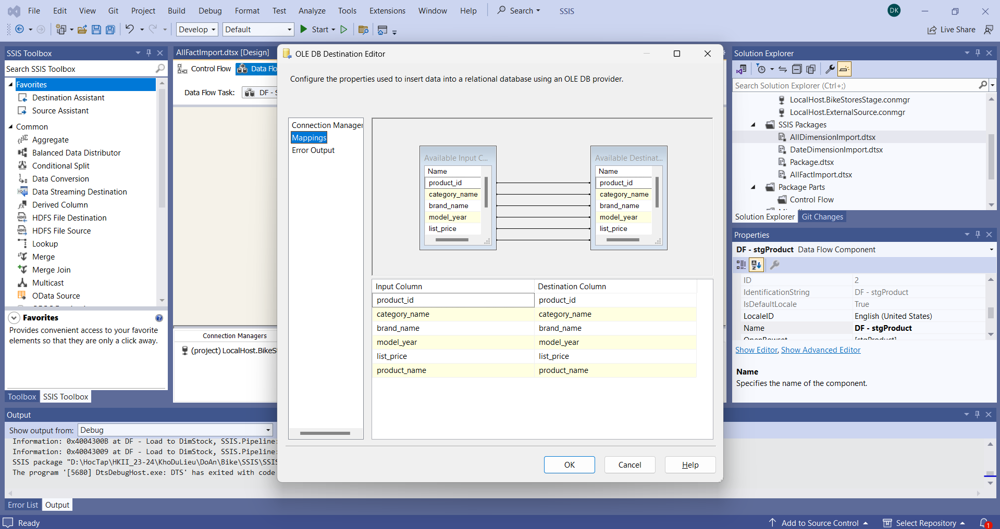 File Edit View Git Project Build Debug Format Test Analyze Tools Extensions Window Help Search SSIS DK
Develop Default Start Live Share
SSIS Toolbox
Search SSIS Toolbox
Favorites
Destination Assistant
Source Assistant
Common
Aggregate
Balanced Data Distributor
Conditional Split
Data Conversion
Data Streaming Destination
Derived Column
HDFS File Destination
HDFS File Source
Lookup
Merge
Merge Join
Multicast
OData Source
Favorites
Provides convenient access to your favorite
elements so that they are only a click away.
Toolbox SSIS Toolbox
AllFactImport.dtsx [Design]
Control Flow Data Flo
Data Flow Task: DF - S
Connection Managers
(project) LocalHost.BikeS
OLE DB Destination Editor
Configure the properties used to insert data into a relational database using an OLE DB provider.
Connection Manager
Mappings
Error Output
Available Input C...
Name
product_id
category_name
brand_name
model_year
list_price
Available Destinat...
Name
product_id
category_name
brand_name
model_year
list_price
Input Column Destination Column
product_id product_id
category_name category_name
brand_name brand_name
model_year model_year
list_price list_price
product_name product_name
OK Cancel Help
Solution Explorer
Search Solution Explorer (Ctrl+;)
LocalHost.BikeStoresStage.conmgr
LocalHost.ExternalSource.conmgr
SSIS Packages
AllDimensionImport.dtsx
DateDimensionImport.dtsx
Package.dtsx
AllFactImport.dtsx
Package Parts
Control Flow
Solution Explorer Git Changes
Properties
DF - stgProduct Data Flow Component
ID 2
IdentificationString DF - stgProduct
IsDefaultLocale True
LocaleID English (United States)
Name DF - stgProduct
OpenRowset [stgProduct]
Show Editor, Show Advanced Editor
Name
Specifies the name of the component.
Output
Show output from: Debug
Information: 0x4004300B at DF - Load to DimStock, SSIS.Pipeline:
Information: 0x40043009 at DF - Load to DimStock, SSIS.Pipeline:
SSIS package "D:\HocTap\HKII_23-24\KhoDuLieu\DoAn\Bike\SSIS\SSIS
The program '[5680] DtsDebugHost.exe: DTS' has exited with code
Error List Output
Ready Add to Source Control Select Repository 1